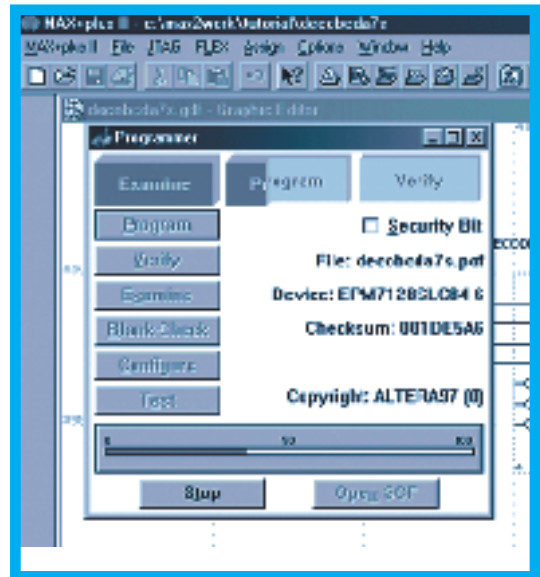 MAX+plus II - c:\max2work\tutorial\decobcda7s
MAX+plus II File JTAG FLEX Assign Options Window Help
decobcda7s.gdf - Graphic Editor
Programmer
Examine Program Verify
Program
Security Bit
Verify
File: decobcda7s.pof
Examine
Device: EPM7128SLC84-6
Blank-Check
Checksum: 001DE5A6
Configure
Test
Copyright: ALTERA97 (0)
0 50 100
Stop Open SOF